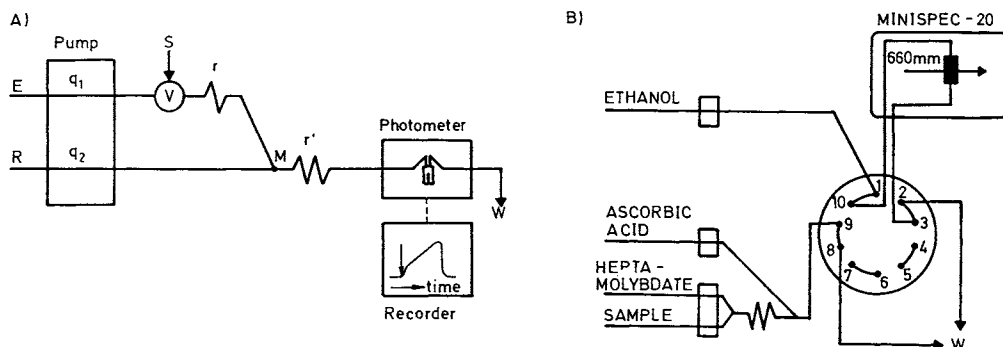 A)
Pump
S
E
q1
V
r
R
q2
M
r'
Photometer
W
time
Recorder
B)
MINISPEC - 20
660mm
ETHANOL
ASCORBIC
ACID
HEPTA -
MOLYBDATE
SAMPLE
1
2
3
4
5
6
7
8
9
10
W